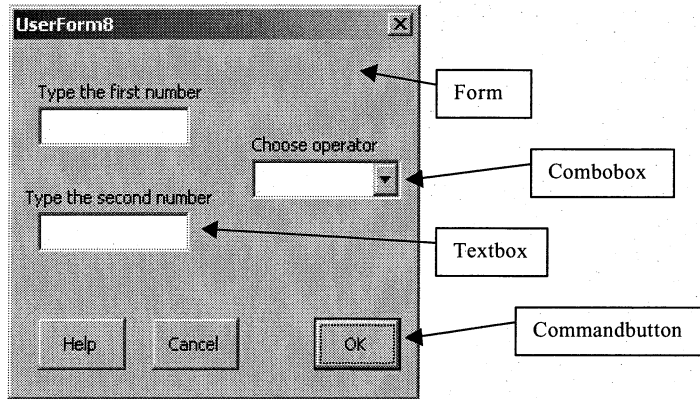 UserForm8
Type the first number
Form
Choose operator
Combobox
Type the second number
Textbox
Help
Cancel
OK
Commandbutton